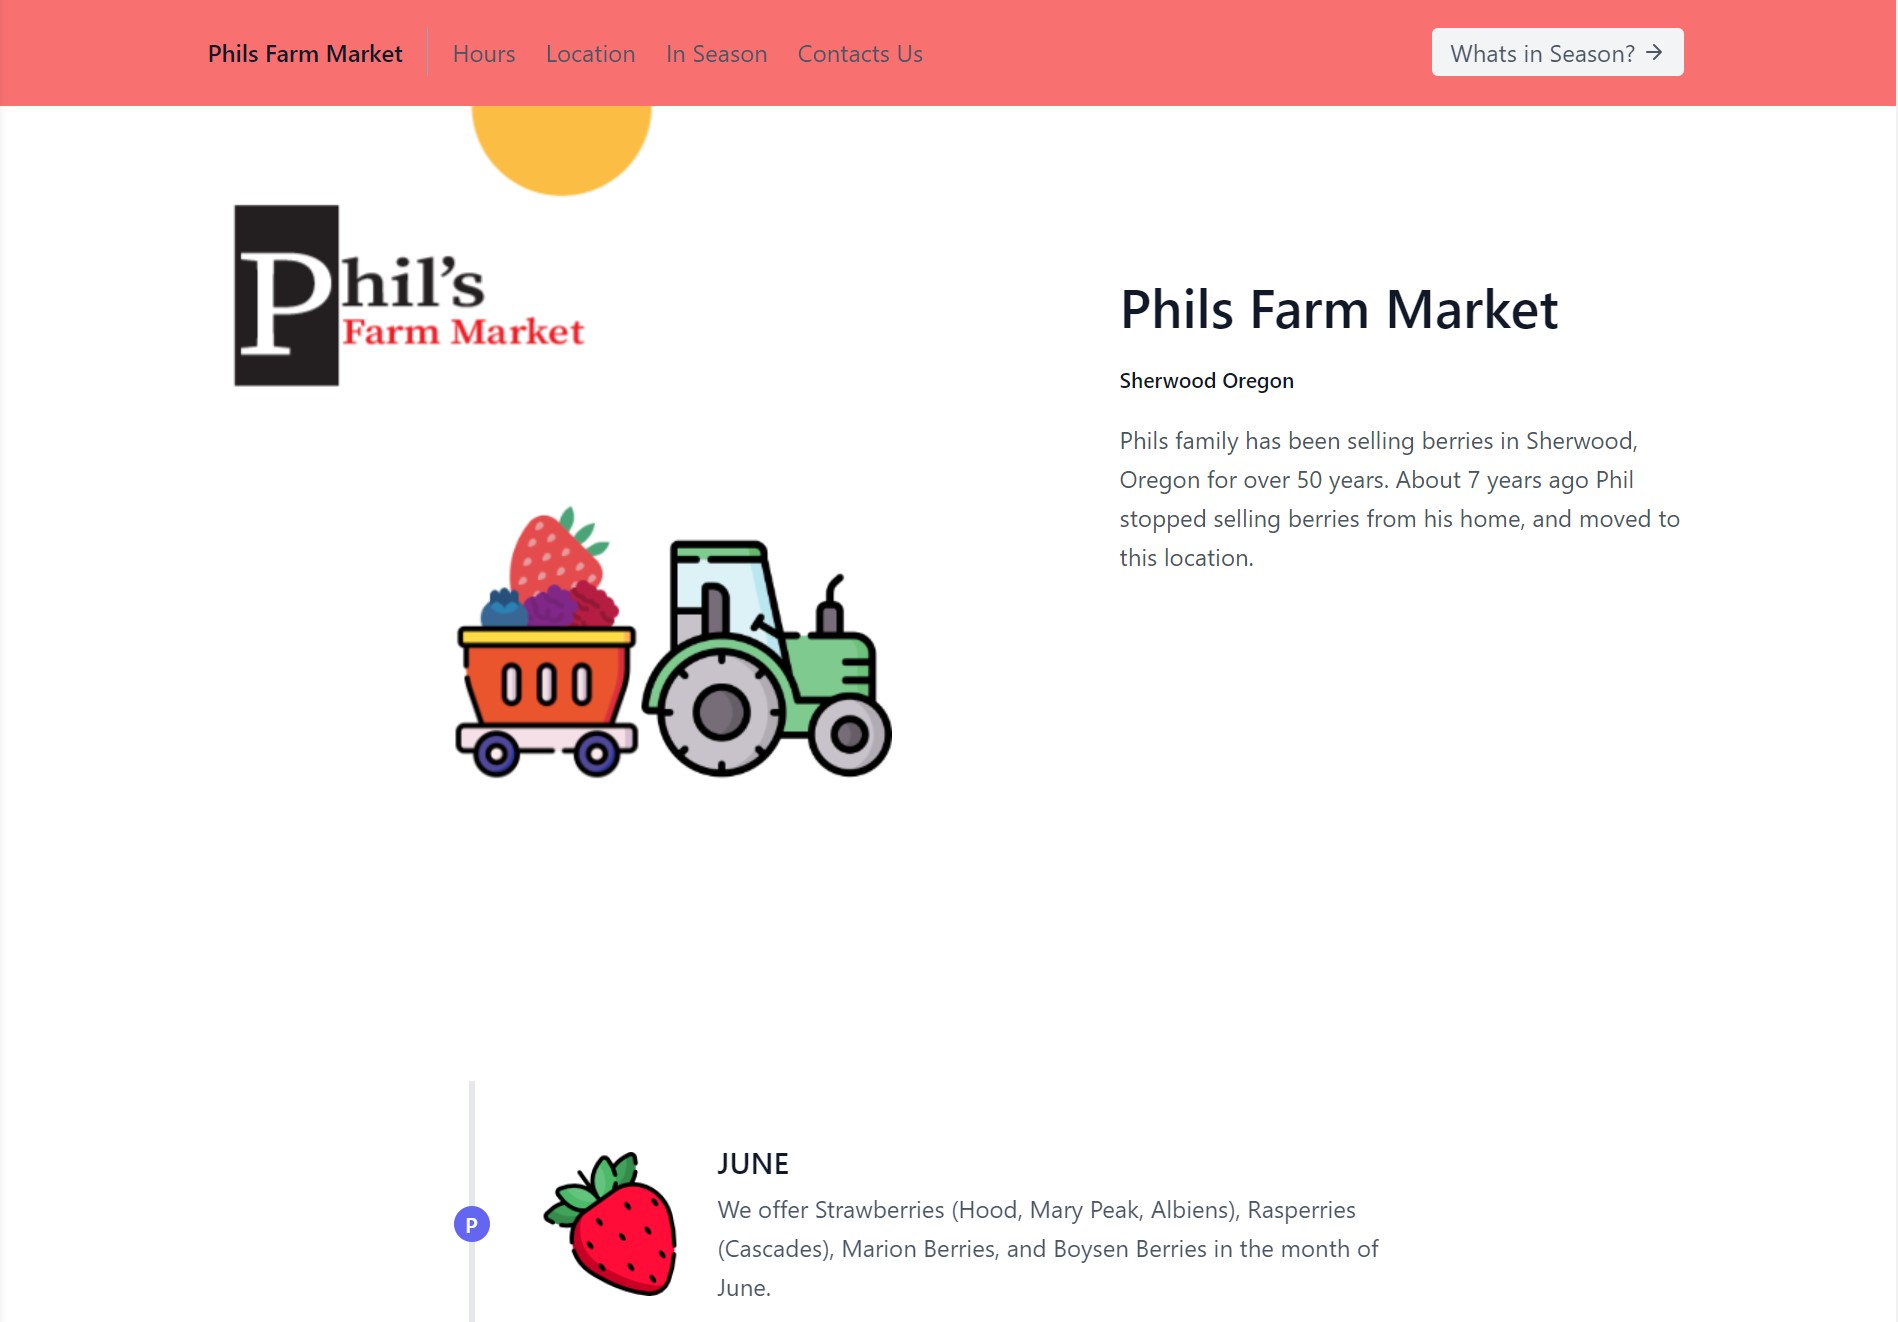 Phils Farm Market
Hours
Location
In Season
Contacts Us
Whats in Season? →
Phil's
Farm Market
Phils Farm Market
Sherwood Oregon
Phils family has been selling berries in Sherwood,
Oregon for over 50 years. About 7 years ago Phil
stopped selling berries from his home, and moved to
this location.
P
JUNE
We offer Strawberries (Hood, Mary Peak, Albiens), Rasperries
(Cascades), Marion Berries, and Boysen Berries in the month of
June.